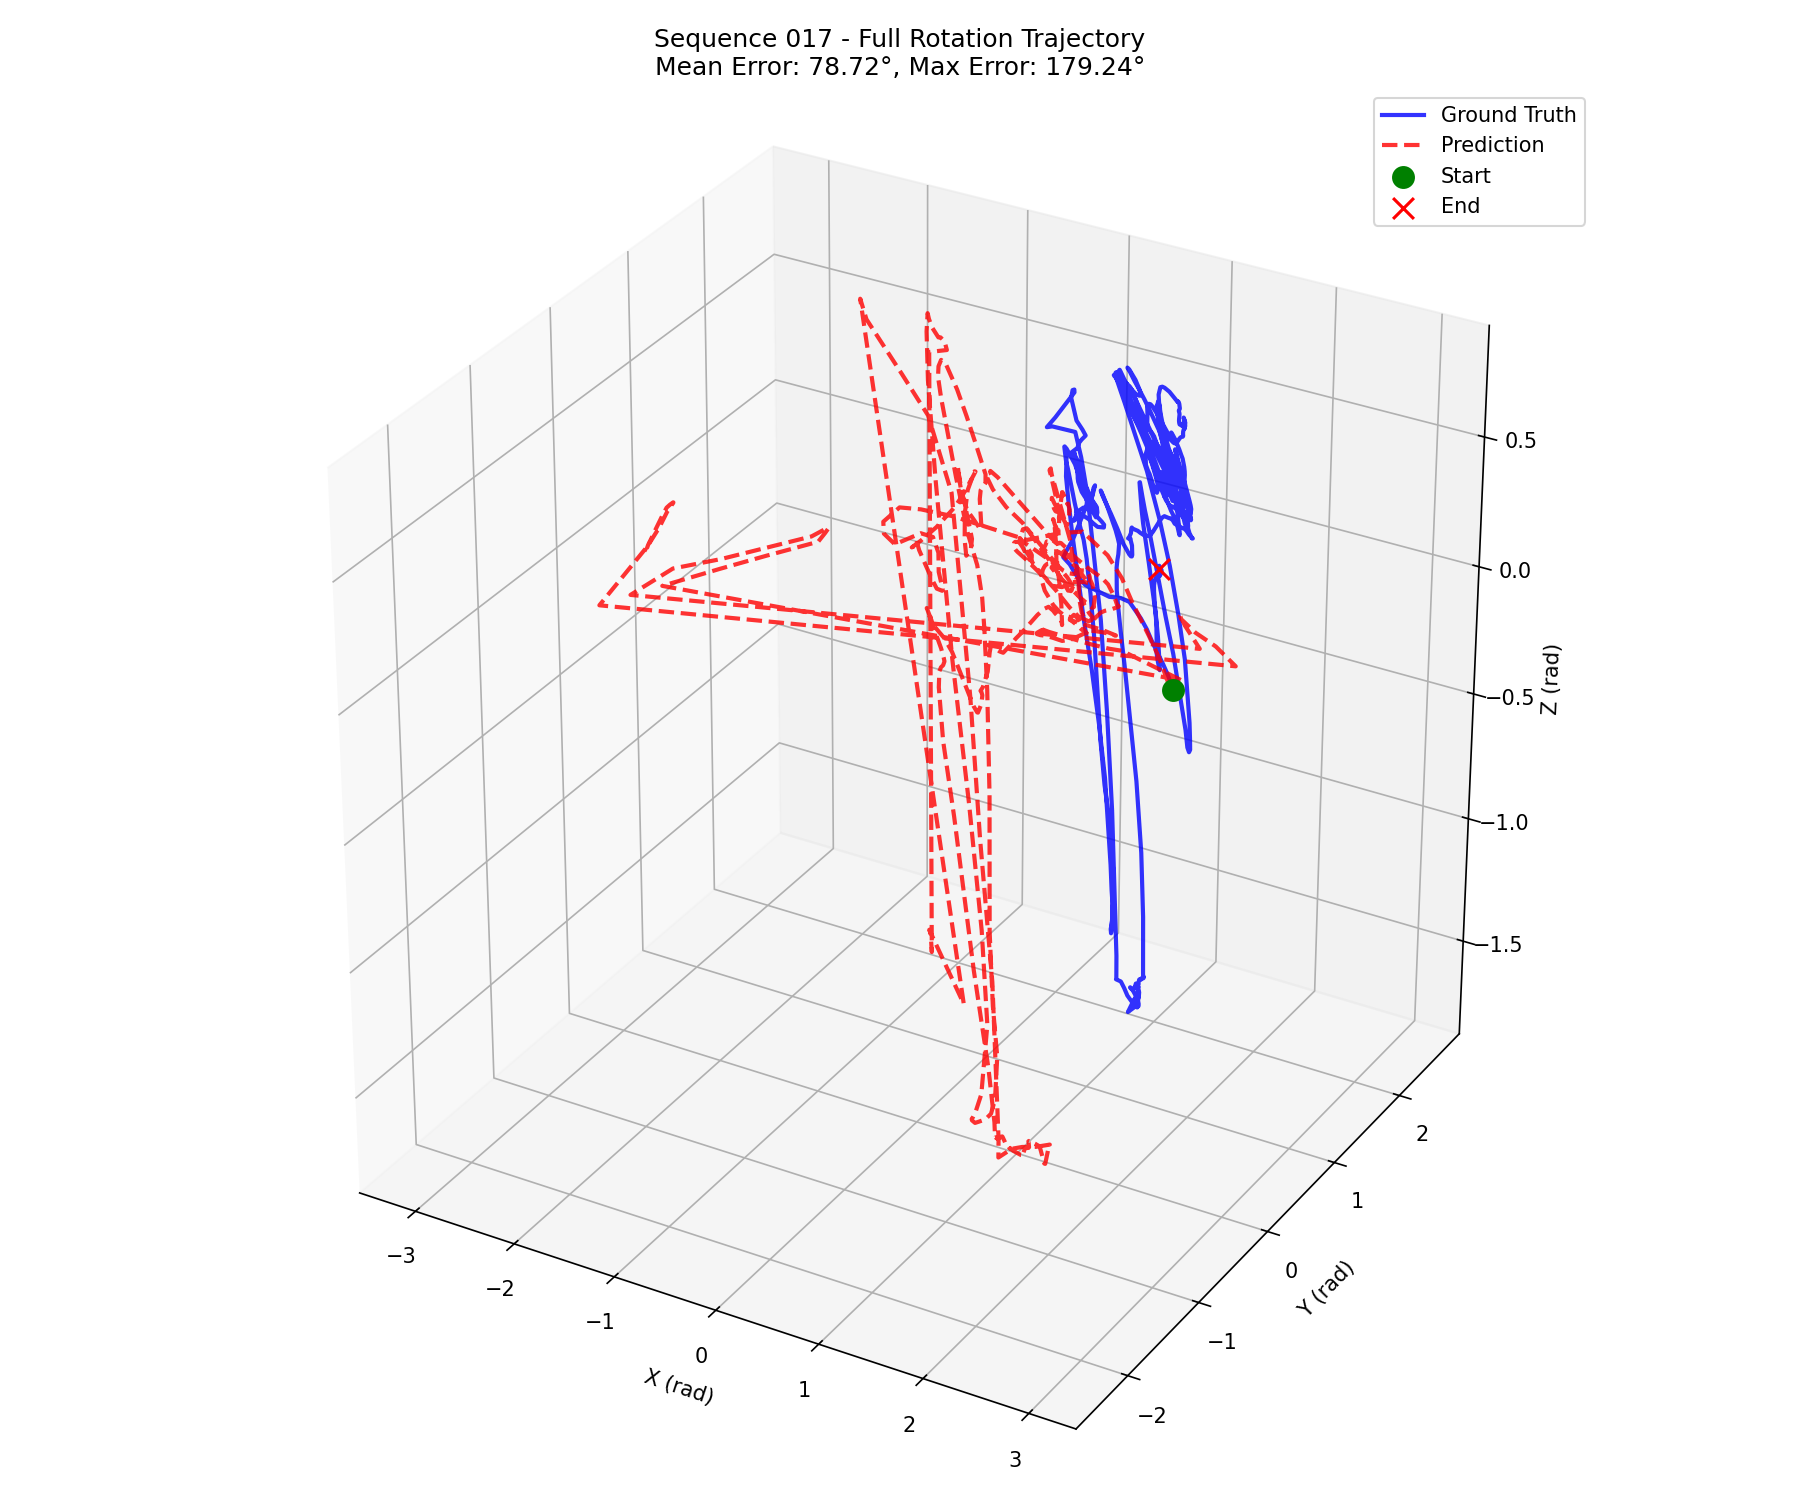 Sequence 017 - Full Rotation Trajectory
Mean Error: 78.72°, Max Error: 179.24°
Ground Truth
Prediction
Start
End
0.5
0.0
−0.5
−1.0
−1.5
Z (rad)
−3
−2
−1
0
1
2
3
X (rad)
2
1
0
−1
−2
Y (rad)